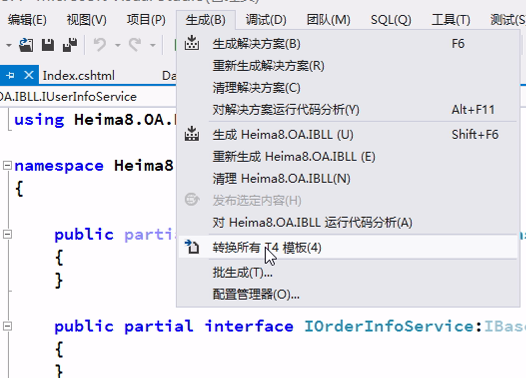 编辑(E) 视图(V) 项目(P) 生成(B) 调试(D) 团队(M) SQL(Q) 工具(T)
生成解决方案(B) F6
重新生成解决方案(R)
Index.cshtml Da
清理解决方案(C)
OA.IBLL.IUserInfoService
对解决方案运行代码分析(Y) Alt+F11
using Heima8.OA.
生成 Heima8.OA.IBLL (U) Shift+F6
重新生成 Heima8.OA.IBLL (E)
namespace Heima8
清理 Heima8.OA.IBLL(N)
{
发布选定内容(H)
对 Heima8.OA.IBLL 运行代码分析(A)
public parti
转换所有 T4 模板(4)
{
批生成(T)...
}
配置管理器(O)...
public partial interface IOrderInfoService:IBas
{
}